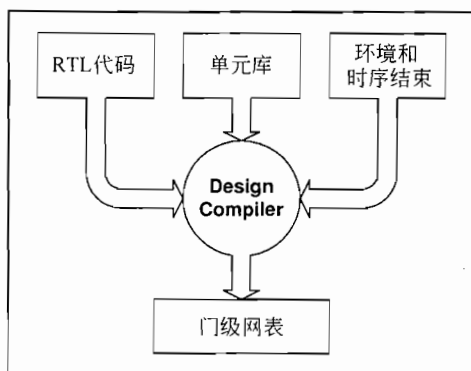 RTL代码
单元库
环境和
时序结束
Design
Compiler
门级网表